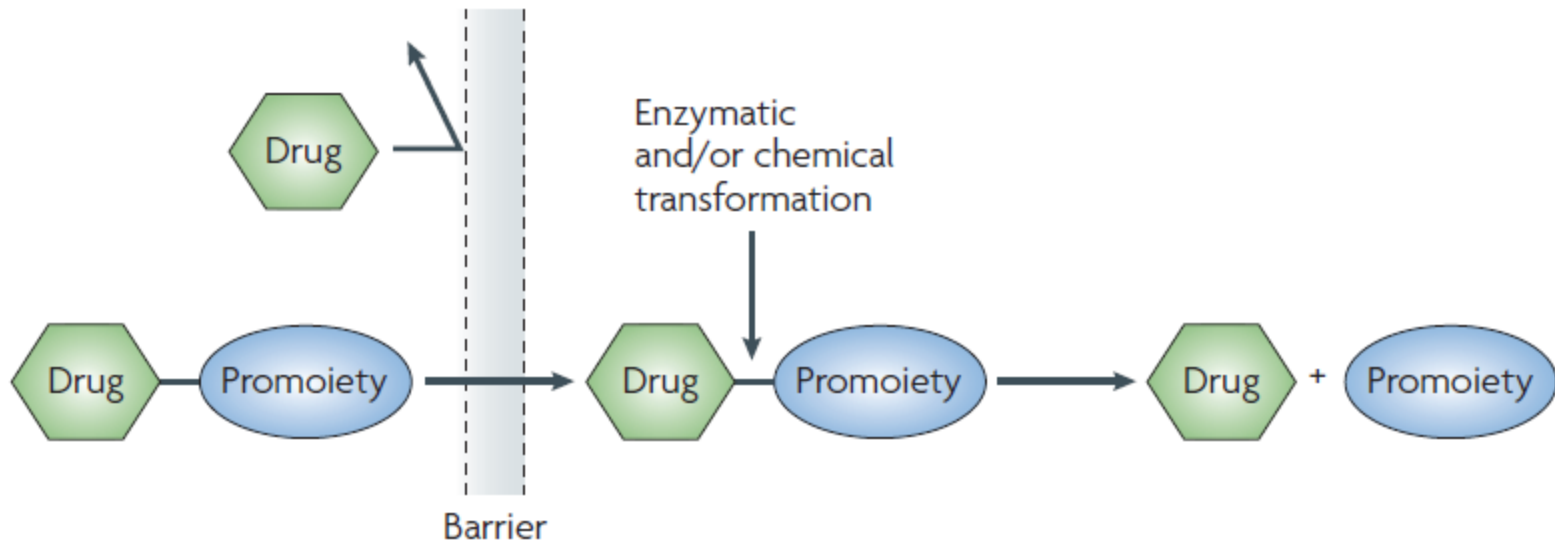 Drug
Enzymatic
and/or chemical
transformation
Drug Promoiety Drug Promoiety Drug + Promoiety
Barrier